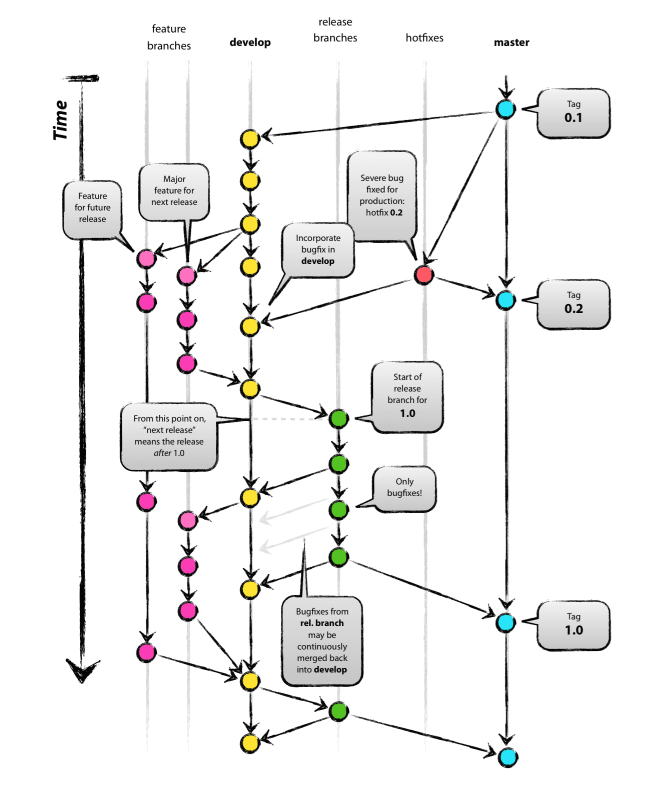 feature
branches
develop
release
branches
hotfixes
master
Time
Tag
0.1
Major
feature for
next release
Severe bug
fixed for
production:
hotfix 0.2
Feature
for future
release
Incorporate
bugfix in
develop
Tag
0.2
Start of
release
branch for
1.0
From this point on,
“next release”
means the release
after 1.0
Only
bugfixes!
Bugfixes from
rel. branch
may be
continuously
merged back
into develop
Tag
1.0